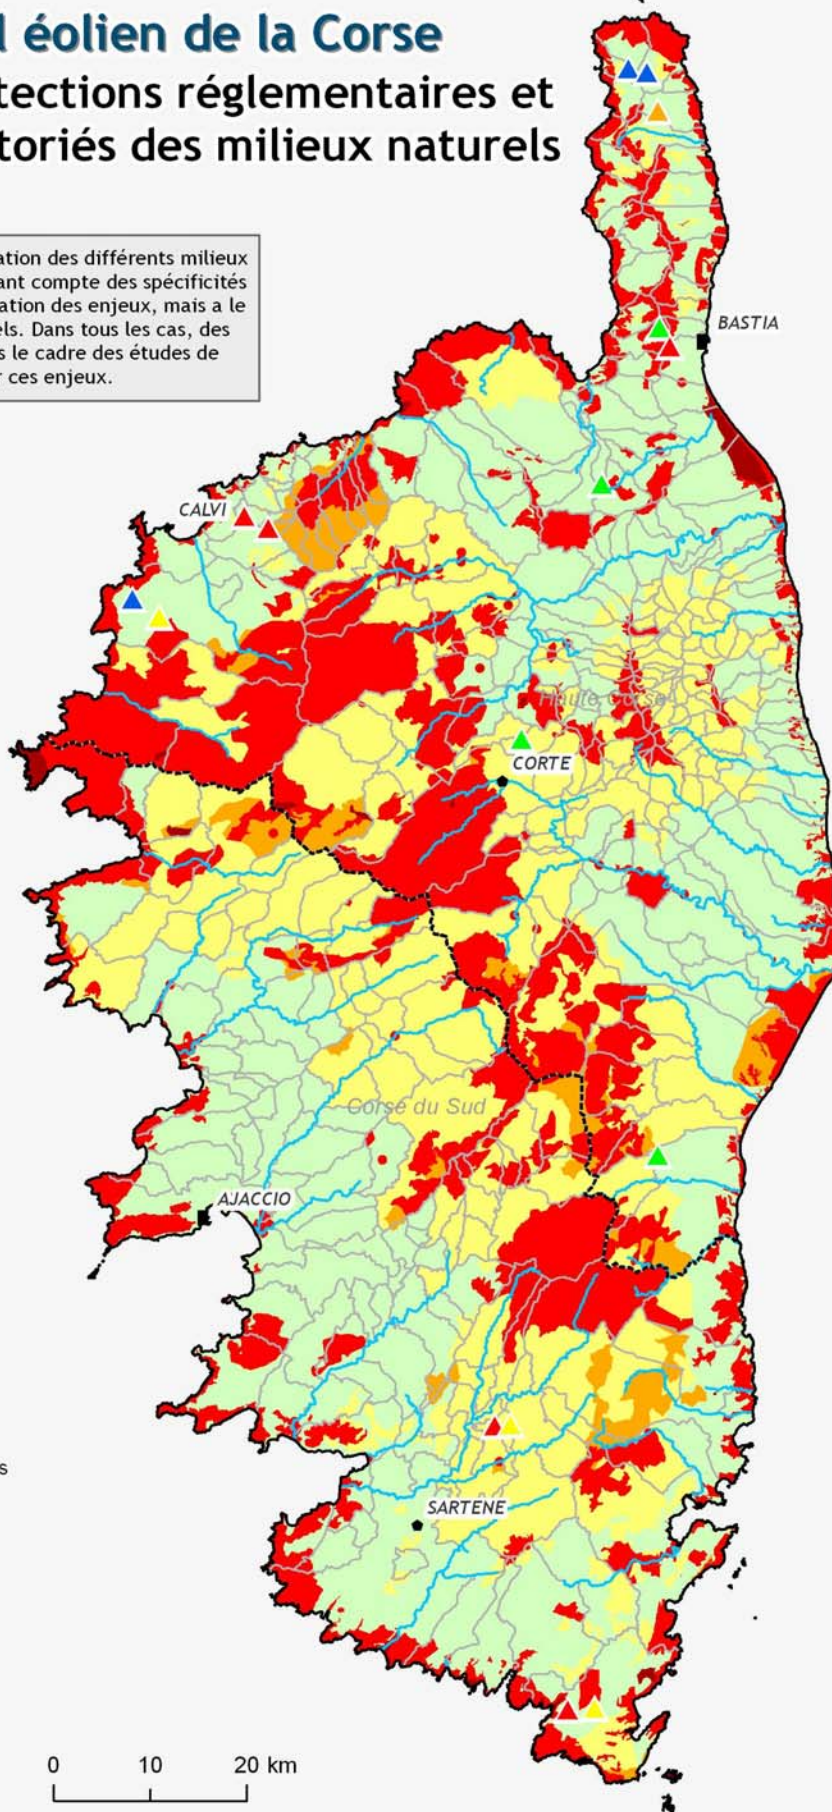 l éolien de la Corse
tections réglementaires et
toriés des milieux naturels
ation des différents milieux
ant compte des spécificités
ation des enjeux, mais a le
els. Dans tous les cas, des
s le cadre des études de
r ces enjeux.
BASTIA
CALVI
Haute Corse
CORTE
Corse du Sud
AJACCIO
s
SARTENE
0 10 20 km